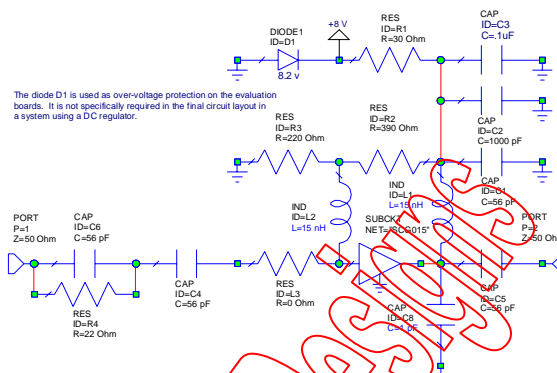 DIODE1
ID=D1
8.2 v
+8 V
RES
ID=R1
R=30 Ohm
CAP
ID=C3
C=.1uF
The diode D1 is used as over-voltage protection on the evaluation
boards. It is not specifically required in the final circuit layout in
a system using a DC regulator.
RES
ID=R3
R=220 Ohm
RES
ID=R2
R=390 Ohm
CAP
ID=C2
C=1000 pF
CAP
ID=C1
C=56 pF
IND
ID=L2
L=15 nH
IND
ID=L1
L=15 nH
SUBCKT
NET="SCG015"
PORT
P=1
Z=50 Ohm
CAP
ID=C6
C=56 pF
RES
ID=R4
R=22 Ohm
CAP
ID=C4
C=56 pF
RES
ID=L3
R=0 Ohm
CAP
ID=C8
C=1 pF
CAP
ID=C5
C=56 pF
PORT
P=2
Z=50 Oh